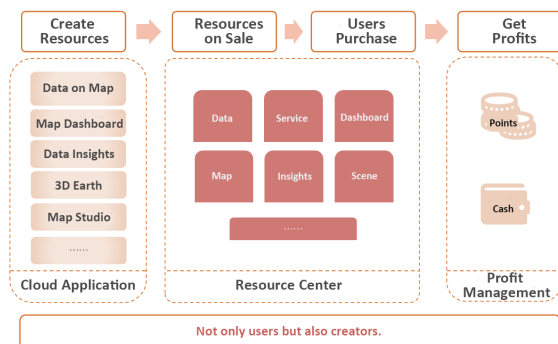 Create
Resources
Resources
on Sale
Users
Purchase
Get
Profits
Data on Map
Map Dashboard
Data Insights
3D Earth
Map Studio
......
Cloud Application
Data
Service
Dashboard
Map
Insights
Scene
......
Resource Center
Points
Cash
Profit
Management
Not only users but also creators.